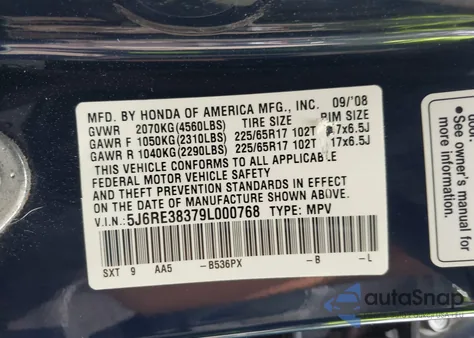 MFD. BY HONDA OF AMERICA MFG., INC. 09/'08
GVWR 2070KG(4560LBS) TIRE SIZE RIM SIZE
GAWR F 1050KG(2310LBS) 225/65R17 102T 17x6.5J
GAWR R 1040KG(2290LBS) 225/65R17 102T 17x6.5J
THIS VEHICLE CONFORMS TO ALL APPLICABLE
FEDERAL MOTOR VEHICLE SAFETY
AND THEFT PREVENTION STANDARDS IN EFFECT
ON THE DATE OF MANUFACTURE SHOWN ABOVE.
V.I.N.: 5J6RE38379L000768 TYPE: MPV
SXT 9 AA5 -B536PX -B -L
door.
See owner's manual for
more information.
autoSnap